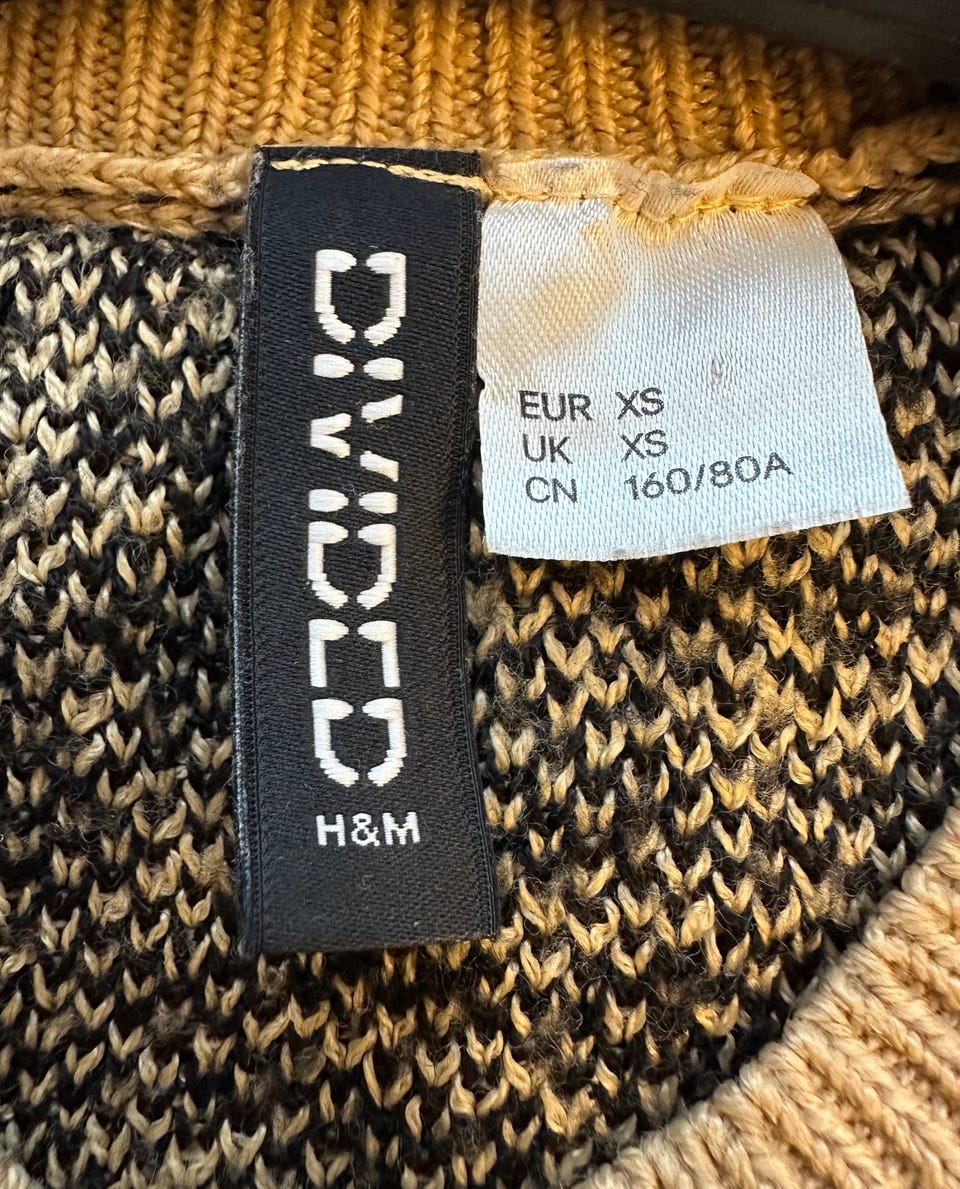 DIVIDED
H&M
EUR XS
UK XS
CN 160/80A